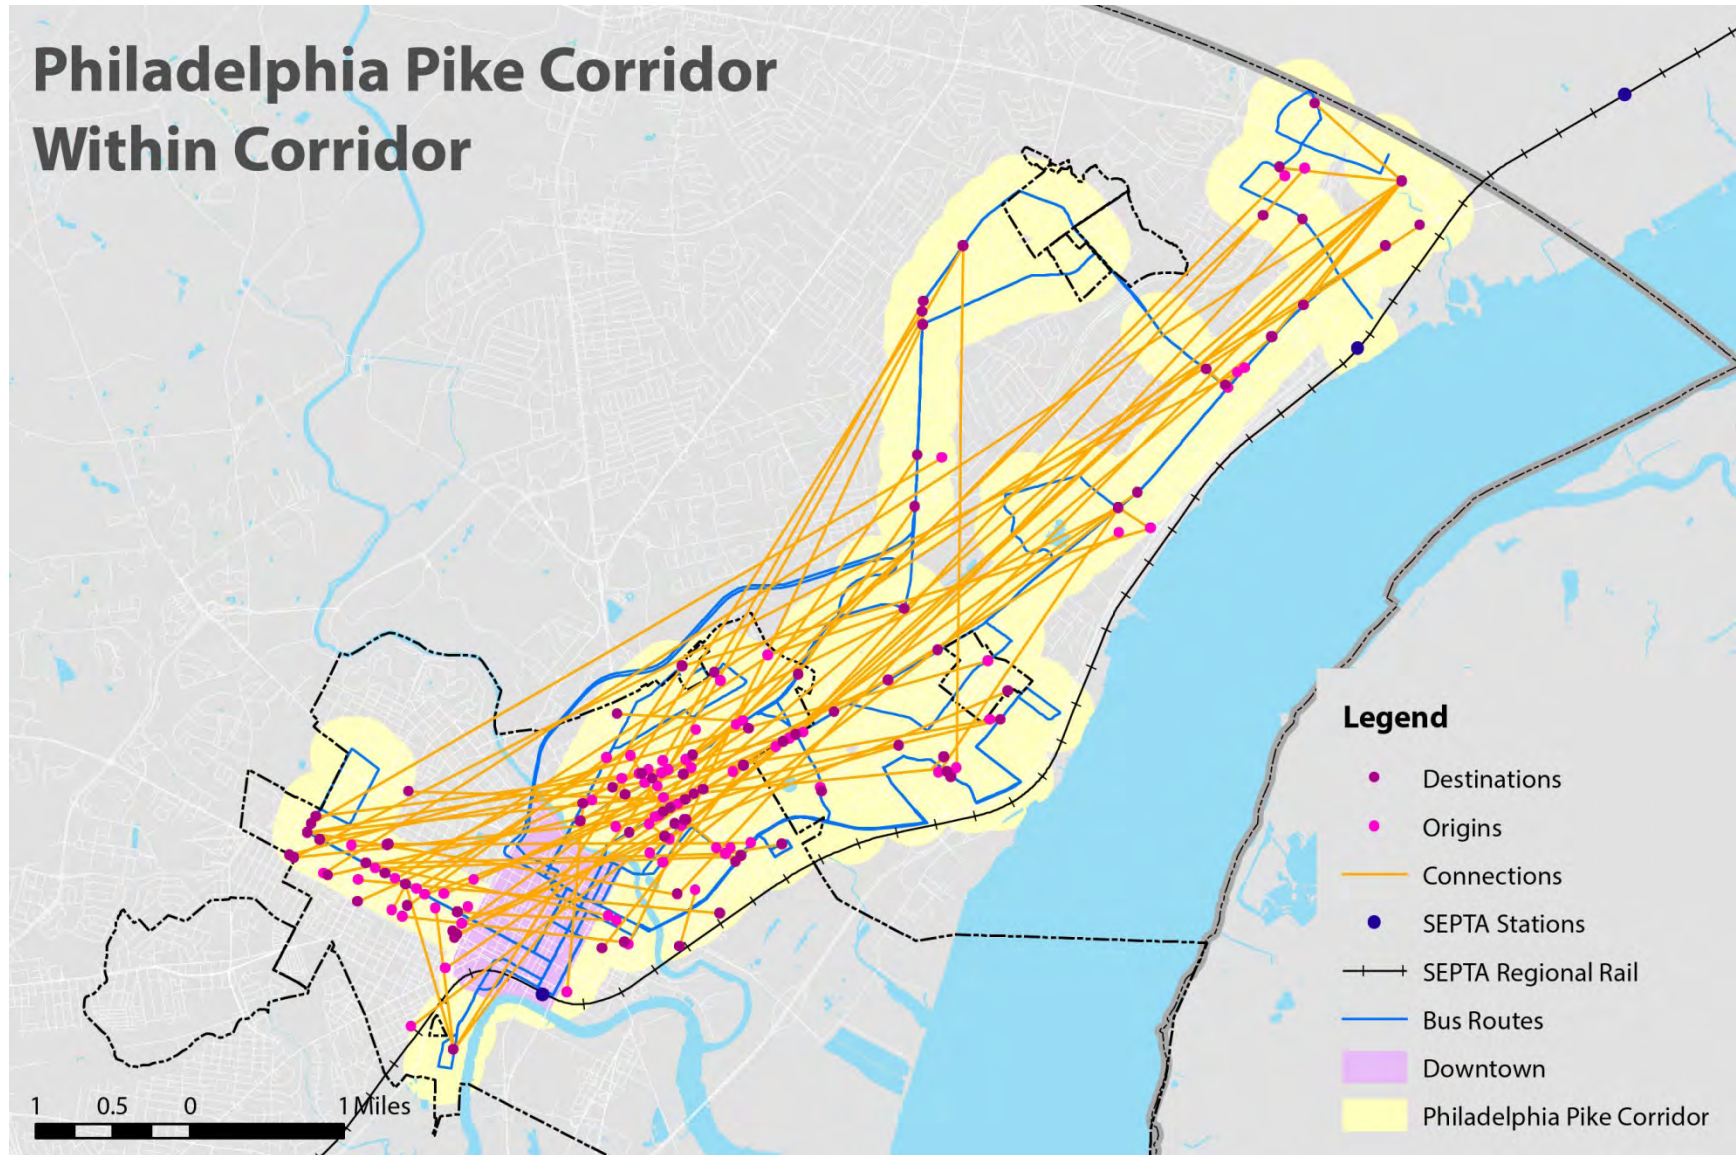 Philadelphia Pike Corridor
Within Corridor
Legend
Destinations
Origins
Connections
SEPTA Stations
SEPTA Regional Rail
Bus Routes
Downtown
Philadelphia Pike Corridor
1 0.5 0 1 Miles